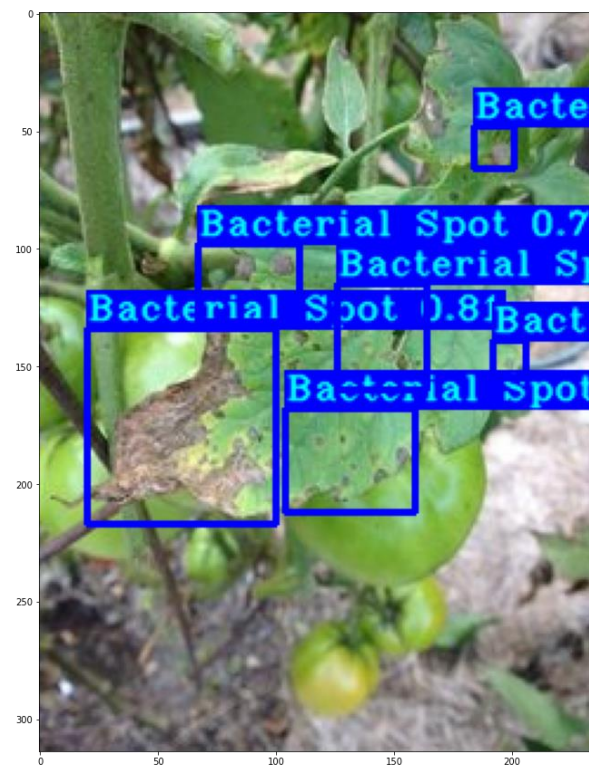 0
Bacte
50
Bacterial Spot 0.7
100
Bacterial Sp
Bacterial Spot 0.81
Bact
150
Bacterial Spot
200
250
300
0 50 100 150 200